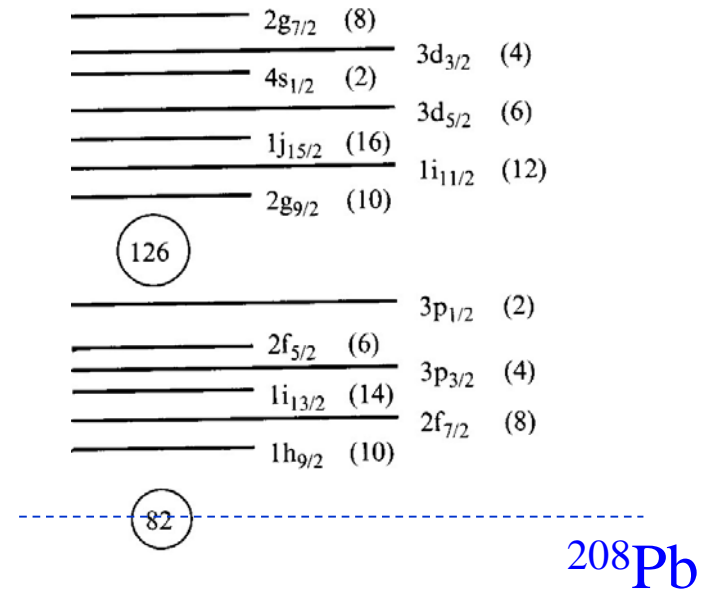 2g7/2 (8)
3d3/2 (4)
4s1/2 (2)
3d5/2 (6)
1j15/2 (16)
1i11/2 (12)
2g9/2 (10)
126
3p1/2 (2)
2f5/2 (6)
3p3/2 (4)
1i13/2 (14)
2f7/2 (8)
1h9/2 (10)
82
208Pb